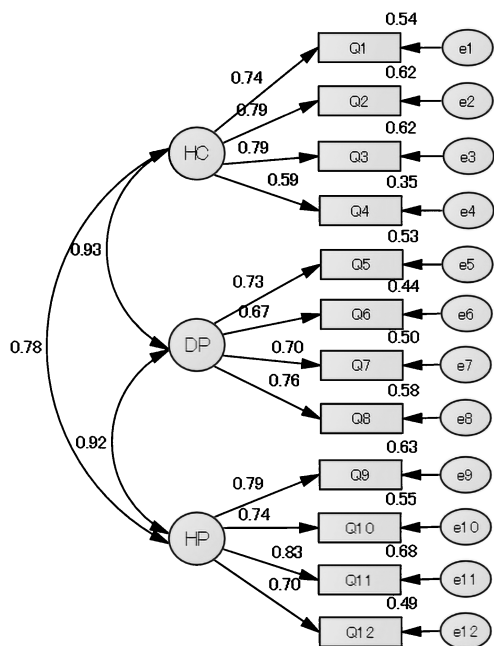 0.54
Q1
e1
0.74
0.62
Q2
e2
0.79
0.62
HC
0.79
Q3
e3
0.59
0.35
Q4
e4
0.93
0.53
Q5
e5
0.73
0.44
0.67
Q6
e6
0.78
DP
0.50
0.70
Q7
e7
0.76
0.58
Q8
e8
0.92
0.63
0.79
Q9
e9
0.74
0.55
HP
Q10
e10
0.83
0.68
Q11
e11
0.70
0.49
Q12
e12